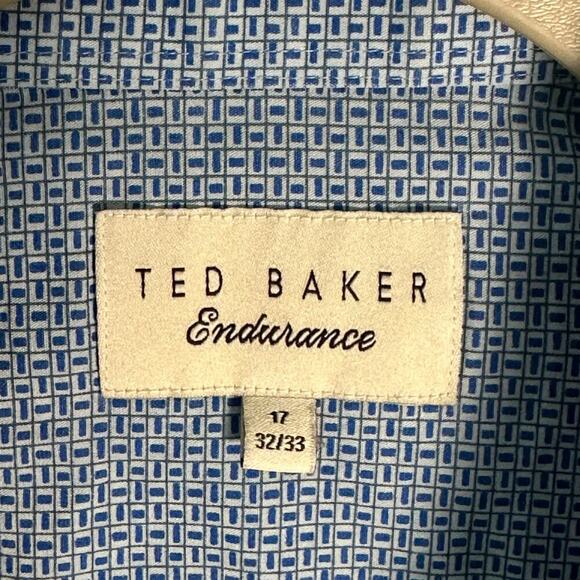 TED BAKER
Endurance
17
32/33